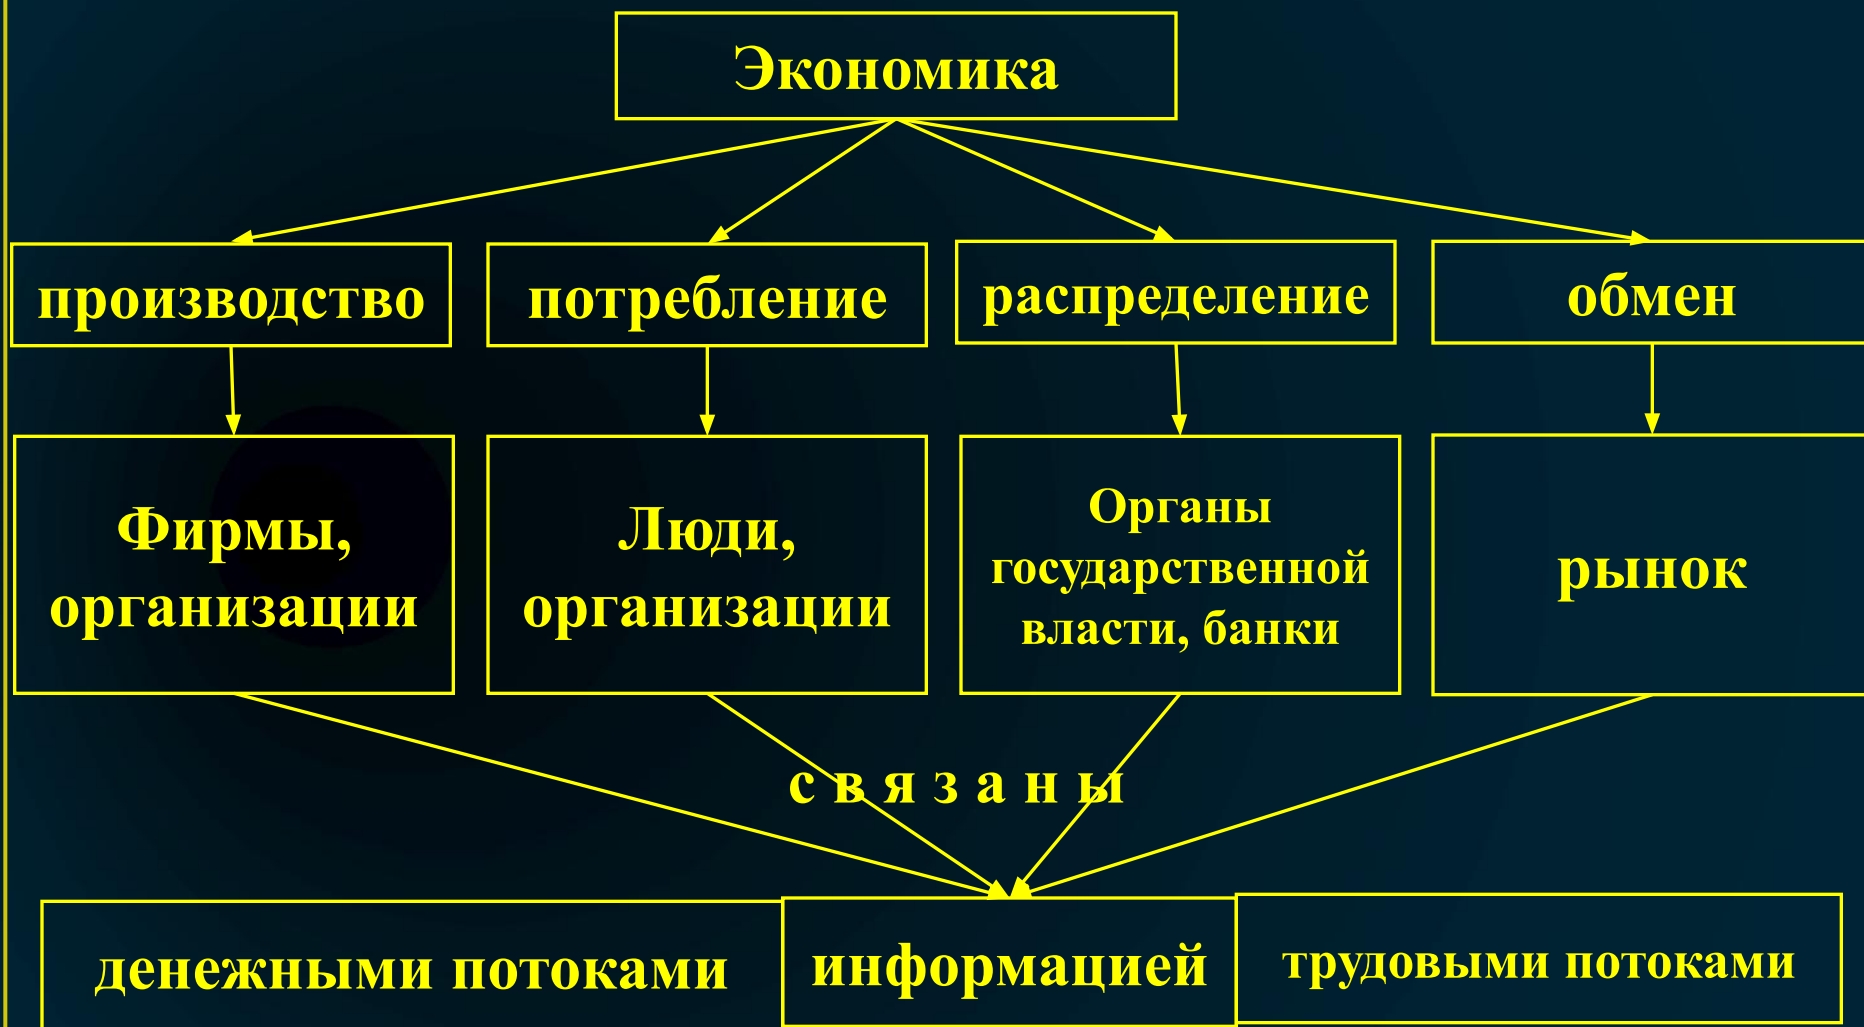 Экономика
производство
потребление
распределение
обмен
Фирмы,
организации
Люди,
организации
Органы
государственной
власти, банки
рынок
с в я з а н ы
денежными потоками
информацией
трудовыми потоками